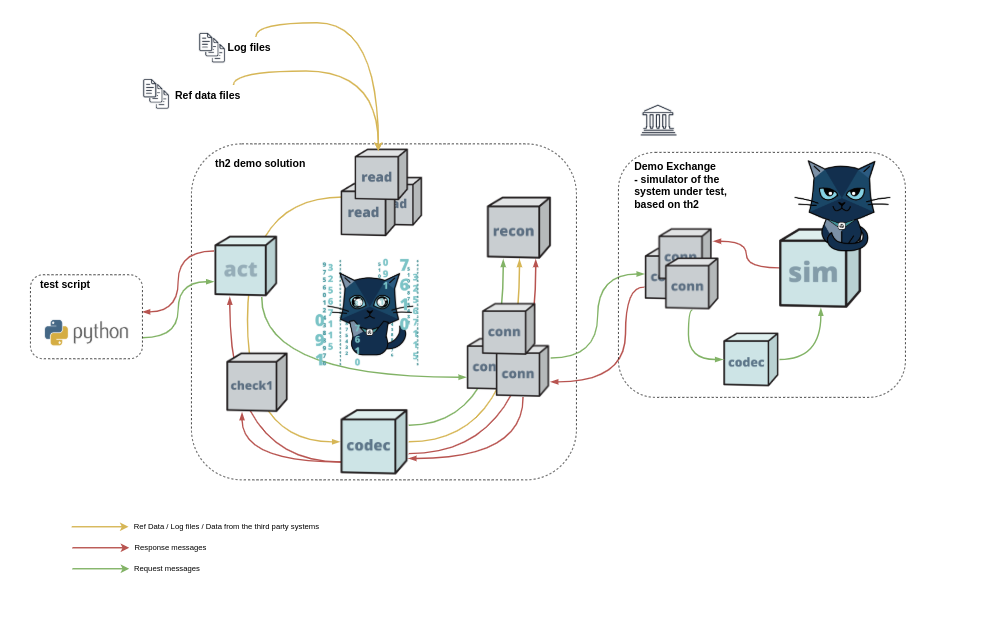 Log files
Ref data files
th2 demo solution
read
read
ad
recon
act
test script
python
conn
con
conn
check1
codec
Demo Exchange
- simulator of the
system under test,
based on th2
conn
conn
sim
codec
Ref Data / Log files / Data from the third party systems
Response messages
Request messages